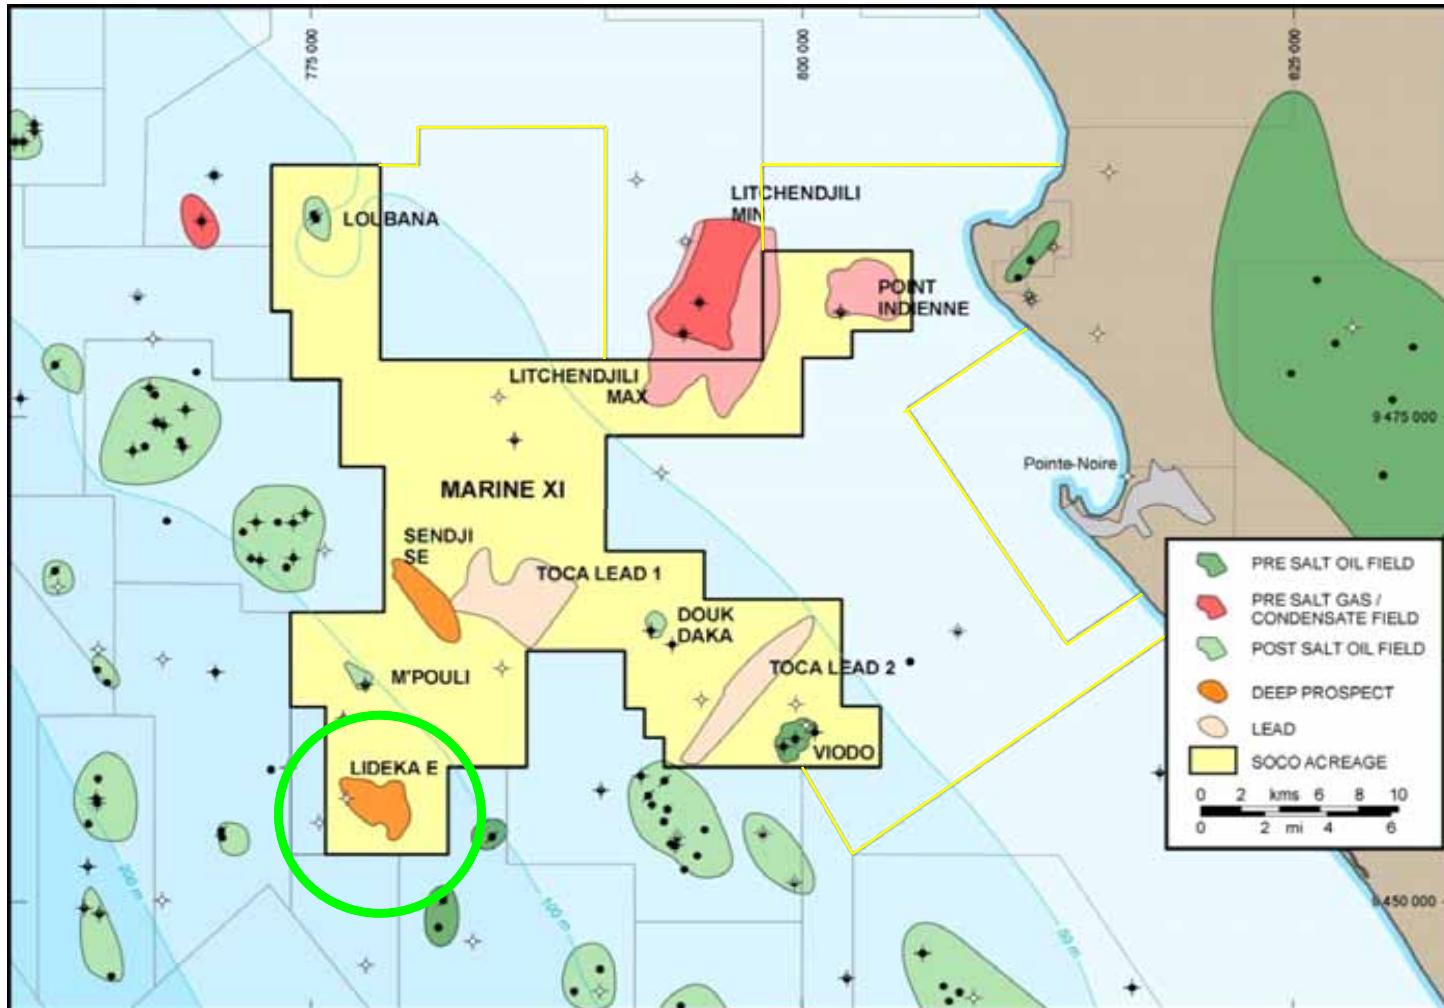 775 000
800 000
825 000
LOUBANA
LITCHENDJILI
MIN
POINT
INDIENNE
LITCHENDJILI
MAX
9 475 000
Pointe-Noire
MARINE XI
SENDJI
SE
TOCA LEAD 1
DOUK
DAKA
TOCA LEAD 2
M'POULI
VIODO
LIDEKA E
PRE SALT OIL FIELD
PRE SALT GAS /
CONDENSATE FIELD
POST SALT OIL FIELD
DEEP PROSPECT
LEAD
SOCO ACREAGE
0 2 kms 6 8 10
0 2 mi 4 6
200 m
100 m
50 m
9 450 000